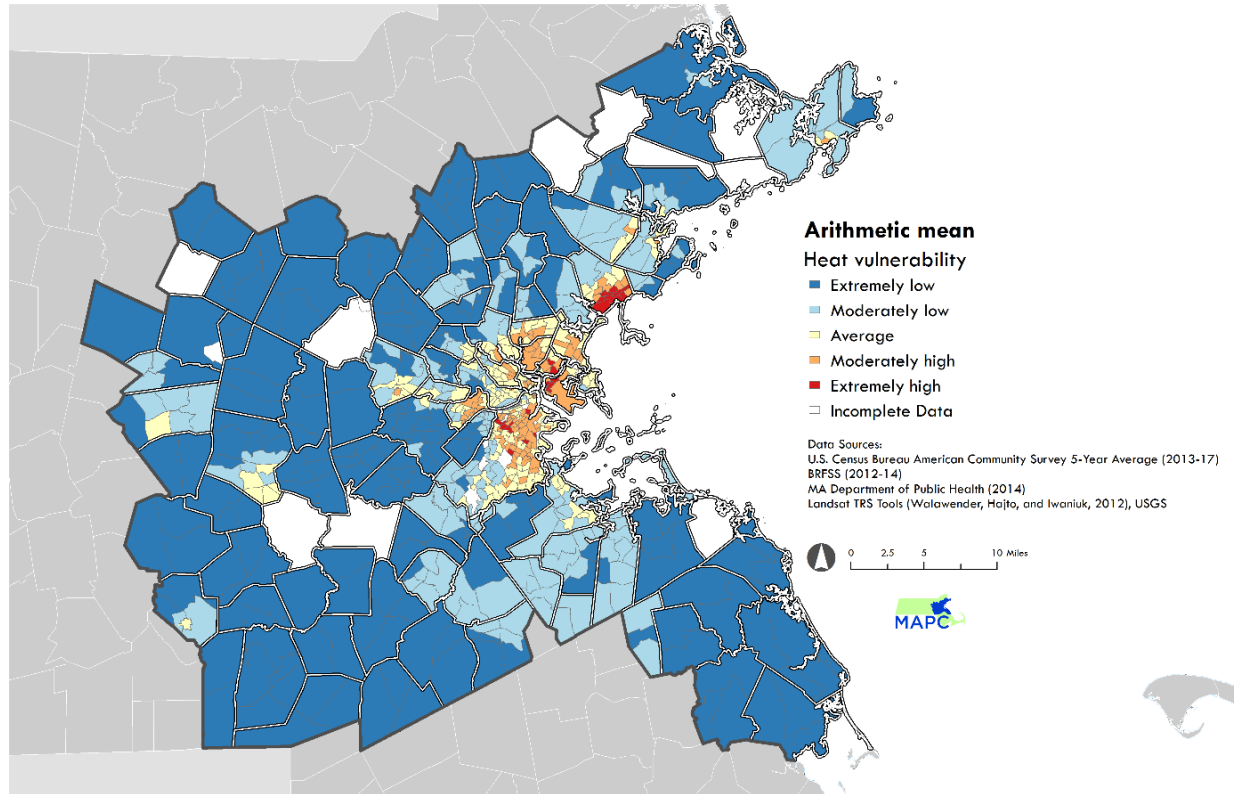 Arithmetic mean
Heat vulnerability
Extremely low
Moderately low
Average
Moderately high
Extremely high
Incomplete Data
Data Sources:
U.S. Census Bureau American Community Survey 5-Year Average (2013-17)
BRFSS (2012-14)
MA Department of Public Health (2014)
Landsat TRS Tools (Walawender, Hajto, and Iwaniuk, 2012), USGS
0 2.5 5 10 Miles
MAPC